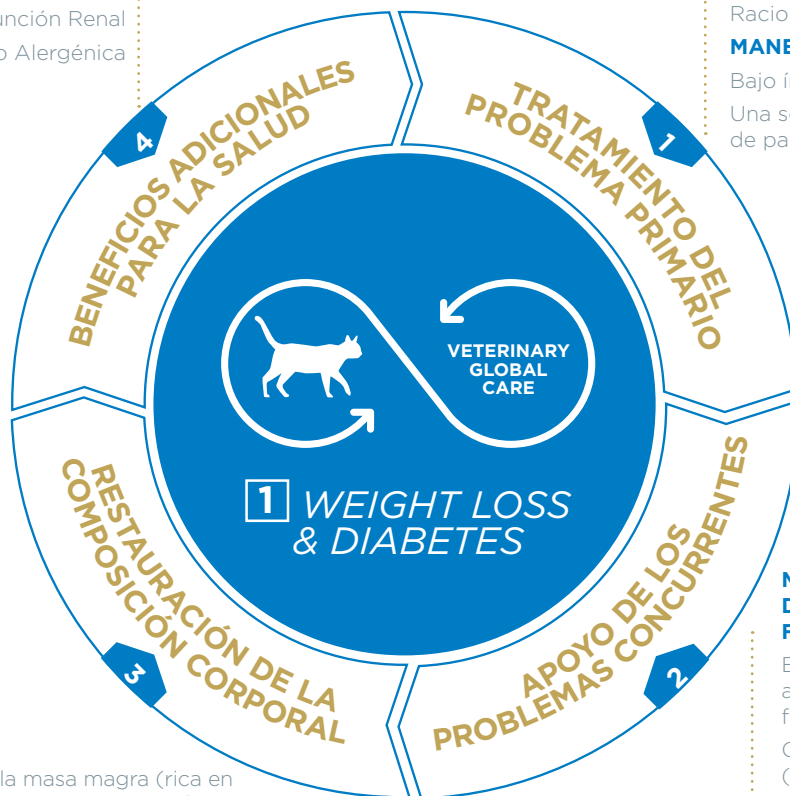 Función Renal
Alergénica
Racio
MANE
Bajo í
Una s
de pa
TRATAMIENTO DEL
PROBLEMA PRIMARIO
1
BENEFICIOS ADICIONALES
PARA LA SALUD
4
VETERINARY
GLOBAL
CARE
1 WEIGHT LOSS
& DIABETES
APOYO DE LOS
PROBLEMAS CONCURRENTES
2
RESTAURACIÓN DE LA
COMPOSICIÓN CORPORAL
3
la masa magra (rica en